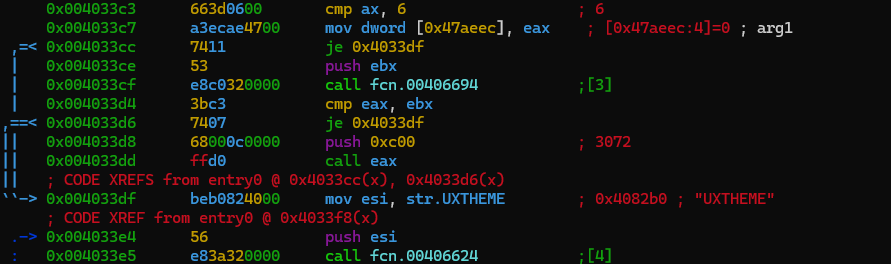 0x004033c3 663d0600 cmp ax, 6 ; 6
0x004033c7 a3ecae4700 mov dword [0x47aeec], eax ; [0x47aeec:4]=0 ; arg1
,=< 0x004033cc 7411 je 0x4033df
| 0x004033ce 53 push ebx
| 0x004033cf e8c0320000 call fcn.00406694 ;[3]
| 0x004033d4 3bc3 cmp eax, ebx
,==< 0x004033d6 7407 je 0x4033df
|| 0x004033d8 68000c0000 push 0xc00 ; 3072
|| 0x004033dd ffd0 call eax
|| ; CODE XREFS from entry0 @ 0x4033cc(x), 0x4033d6(x)
``-> 0x004033df beb0824000 mov esi, str.UXTHEME ; 0x4082b0 ; "UXTHEME"
; CODE XREF from entry0 @ 0x4033f8(x)
.-> 0x004033e4 56 push esi
: 0x004033e5 e83a320000 call fcn.00406624 ;[4]